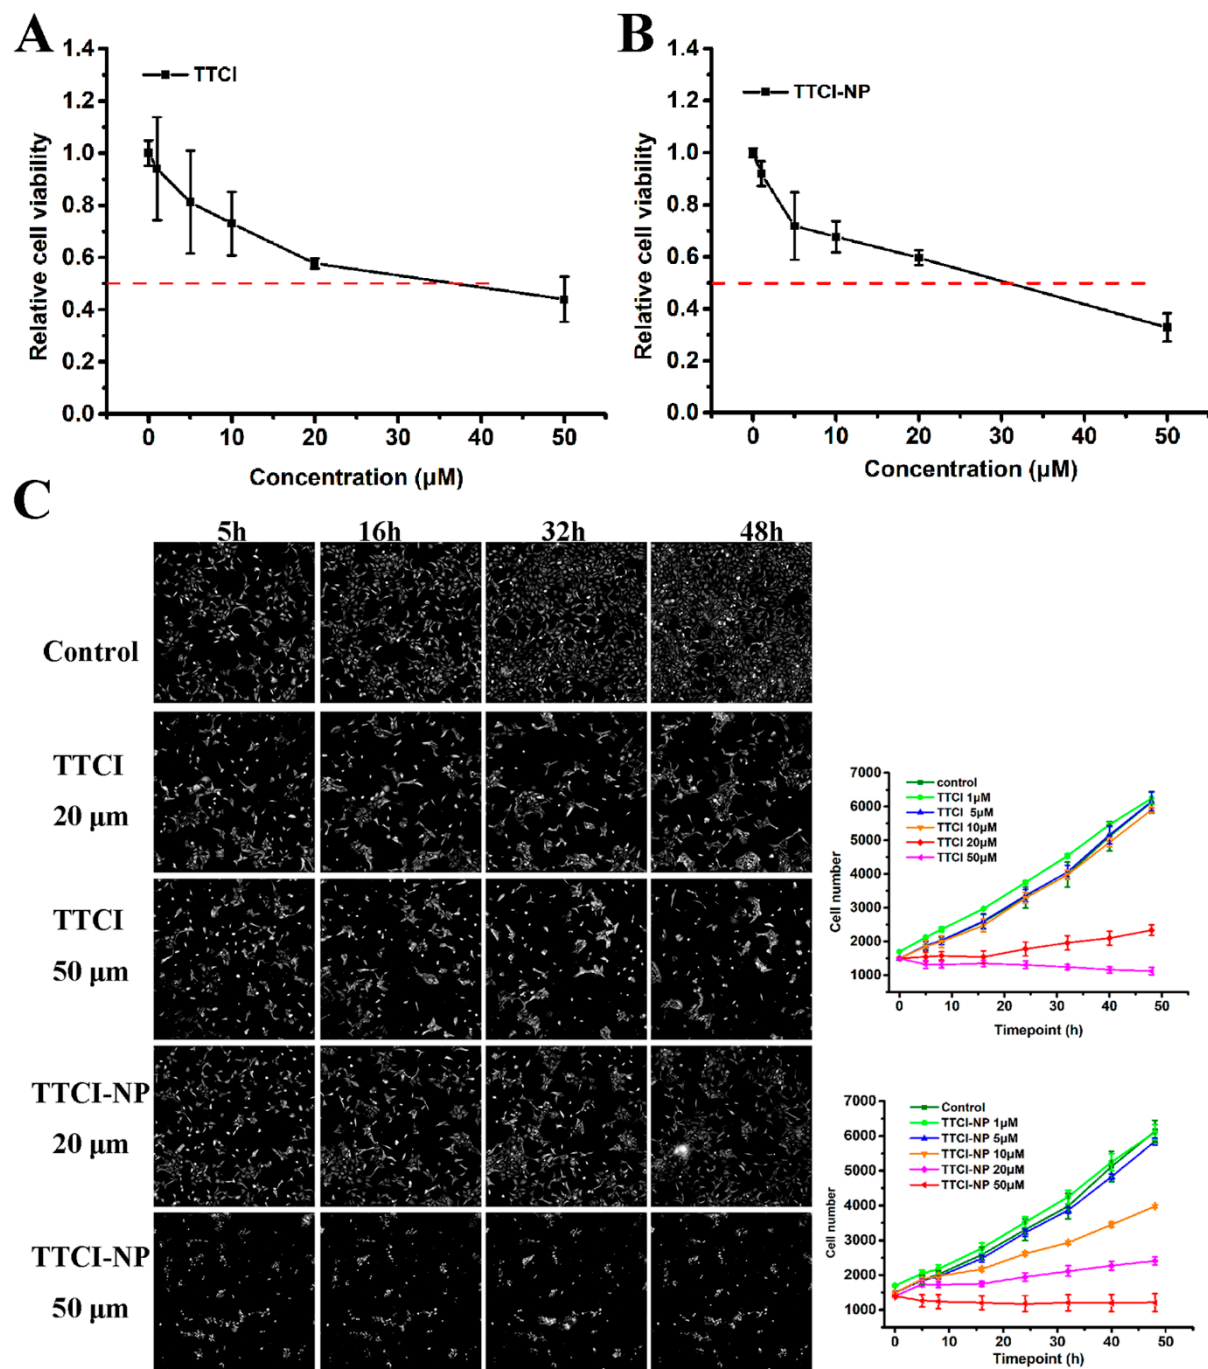 A
1.4
1.2
1.0
0.8
0.6
0.4
0.2
0.0
Relative cell viability
TTCI
0 10 20 30 40 50
Concentration (µM)
B
1.4
1.2
1.0
0.8
0.6
0.4
0.2
0.0
Relative cell viability
TTCI-NP
0 10 20 30 40 50
Concentration (µM)
C
5h 16h 32h 48h
Control
TTCI
20 µm
TTCI
50 µm
TTCI-NP
20 µm
TTCI-NP
50 µm
7000
6000
5000
4000
3000
2000
1000
Cell number
control
TTCI 1µM
TTCI 5µM
TTCI 10µM
TTCI 20µM
TTCI 50µM
0 10 20 30 40 50
Timepoint (h)
7000
6000
5000
4000
3000
2000
1000
Cell number
Control
TTCI-NP 1µM
TTCI-NP 5µM
TTCI-NP 10µM
TTCI-NP 20µM
TTCI-NP 50µM
0 10 20 30 40 50
Timepoint (h)